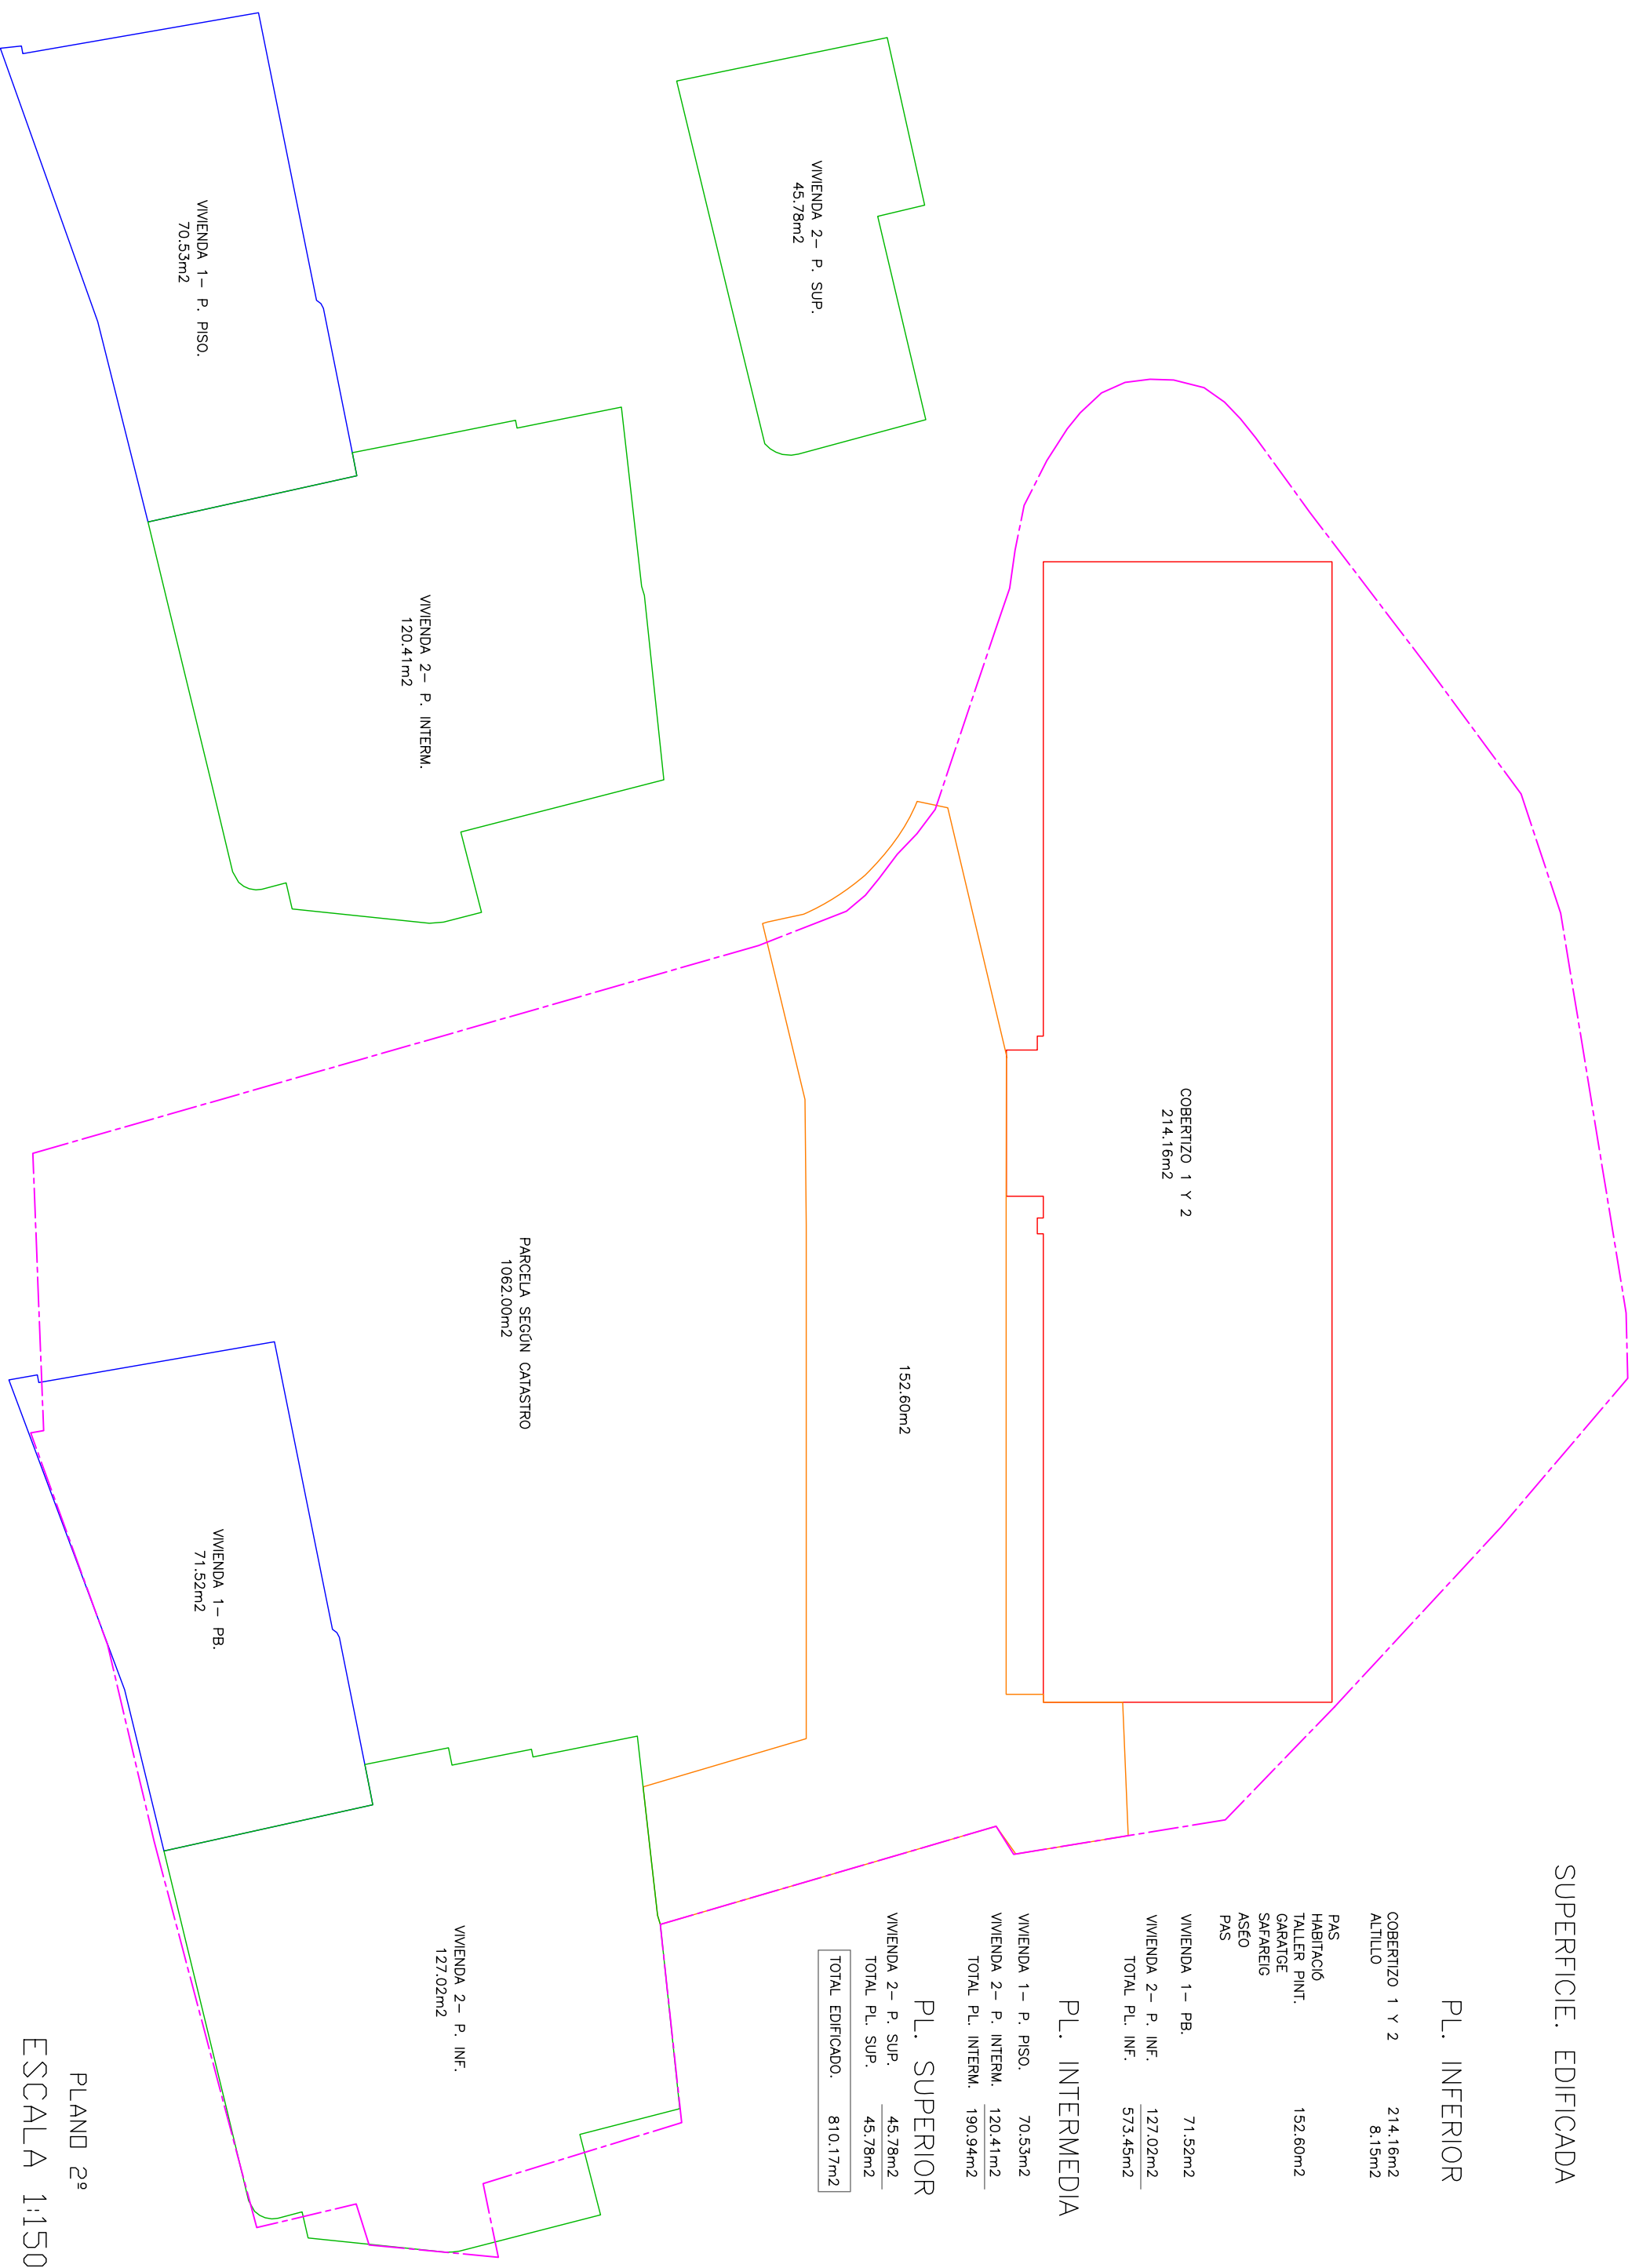 SUPERFICIE. EDIFICADA
PL. INFERIOR
COBERTIZO 1 Y 2 214.16m2
ALTILLO 8.15m2
PAS
HABITACIÓ
TALLER PINT. 152.60m2
GARATGE
SAFAREIG
ASEO
PAS
VIVIENDA 1- PB. 71.52m2
VIVIENDA 2- P. INF. 127.02m2
TOTAL PL. INF. 573.45m2
PL. INTERMEDIA
VIVIENDA 1- P. PISO. 70.53m2
VIVIENDA 2- P. INTERM. 120.41m2
TOTAL PL. INTERM. 190.94m2
PL. SUPERIOR
VIVIENDA 2- P. SUP. 45.78m2
TOTAL PL. SUP. 45.78m2
TOTAL EDIFICADO. 810.17m2
COBERTIZO 1 Y 2
214.16m2
152.60m2
VIVIENDA 2- P. SUP.
45.78m2
PARCELA SEGÚN CATASTRO
1062.00m2
VIVIENDA 2- P. INTERM.
120.41m2
VIVIENDA 2- P. INF.
127.02m2
VIVIENDA 1- P. PISO.
70.53m2
VIVIENDA 1- PB.
71.52m2
PLANO 2º
ESCALA 1:150